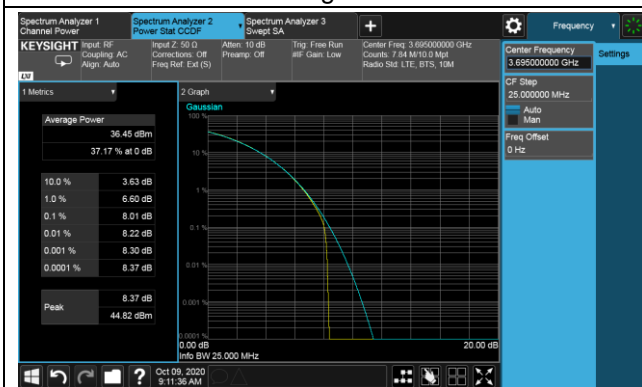 Spectrum Analyzer 1
Channel Power
Spectrum Analyzer 2
Power Stat CCDF
Spectrum Analyzer 3
Swept SA
+
Frequency
KEYSIGHT
Input: RF
Coupling: AC
Align: Auto
Input Z: 50 Ω
Corrections: Off
Freq Ref: Ext (S)
Atten: 10 dB
Preamp: Off
Trig: Free Run
#IF Gain: Low
Center Freq: 3.695000000 GHz
Counts: 7.84 M/10.0 Mpt
Radio Std: LTE, BTS, 10M
LXI
Center Frequency
3.695000000 GHz
Settings
CF Step
25.000000 MHz
Auto
Man
Freq Offset
0 Hz
1 Metrics
Average Power
36.45 dBm
37.17 % at 0 dB
10.0 % 3.63 dB
1.0 % 6.60 dB
0.1 % 8.01 dB
0.01 % 8.22 dB
0.001 % 8.30 dB
0.0001 % 8.37 dB
Peak
8.37 dB
44.82 dBm
2 Graph
Gaussian
100 %
10 %
1 %
0.1 %
0.01 %
0.001 %
0.0001 %
0.00 dB
20.00 dB
Info BW 25.000 MHz
?
Oct 09, 2020
9:11:36 AM